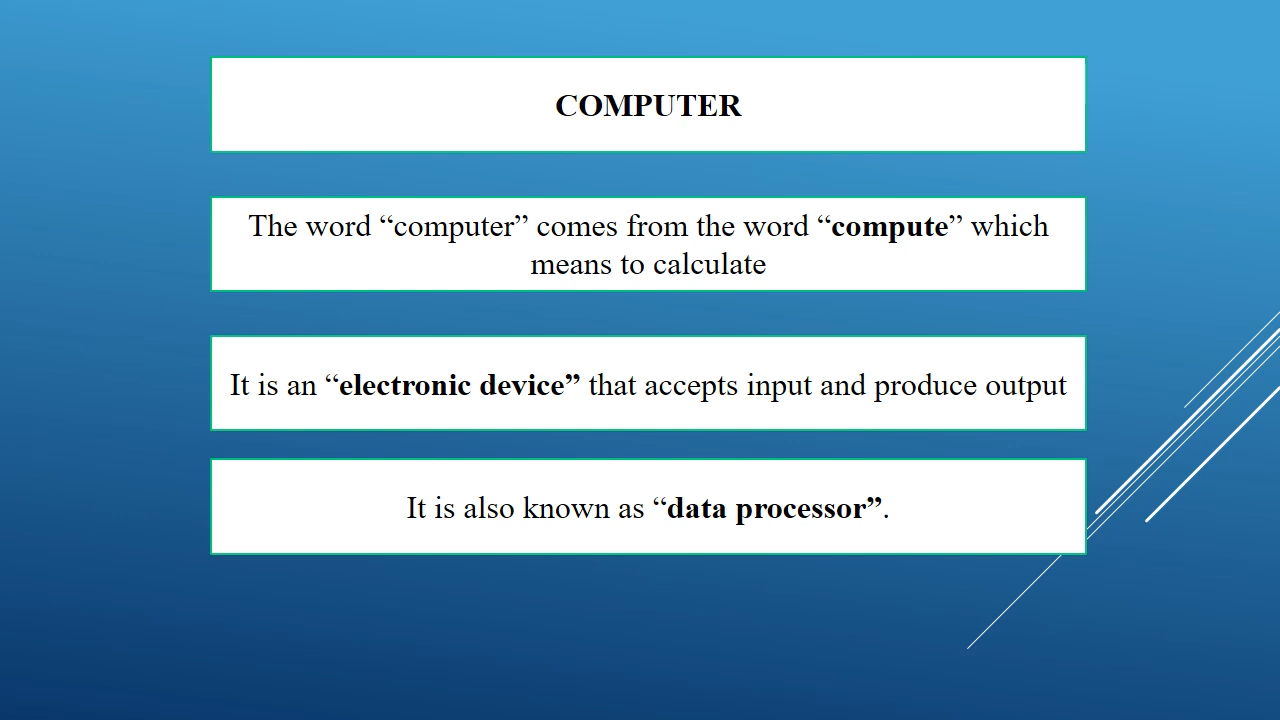 COMPUTER
The word “computer” comes from the word “compute” which
means to calculate
It is an “electronic device” that accepts input and produce output
It is also known as “data processor”.